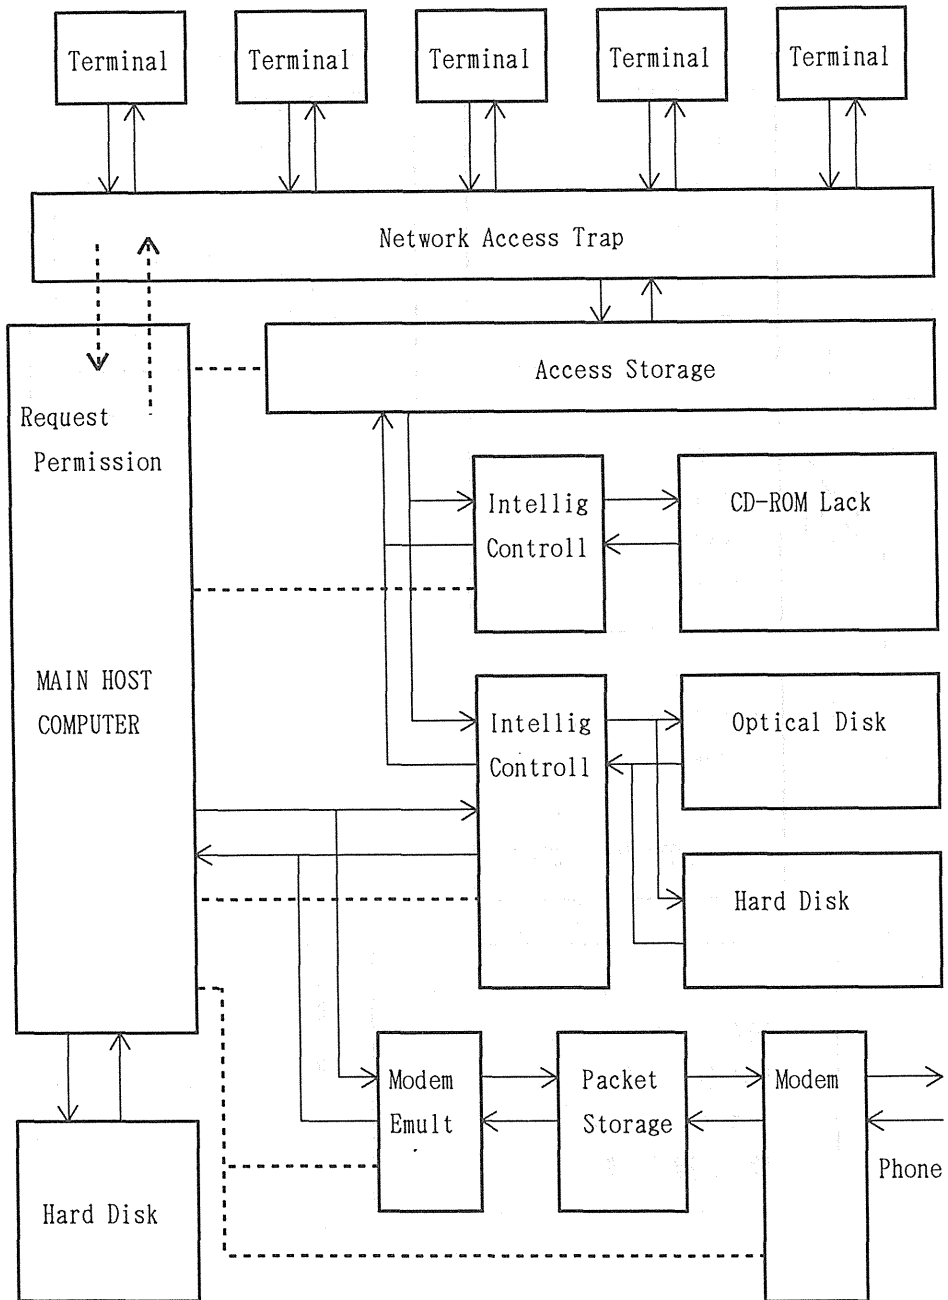 Terminal
Terminal
Terminal
Terminal
Terminal
Network Access Trap
Access Storage
Request
Permission
Intellig
Controll
CD-ROM Lack
MAIN HOST
COMPUTER
Intellig
Controll
Optical Disk
Hard Disk
Modem
Emult
Packet
Storage
Modem
Phone
Hard Disk